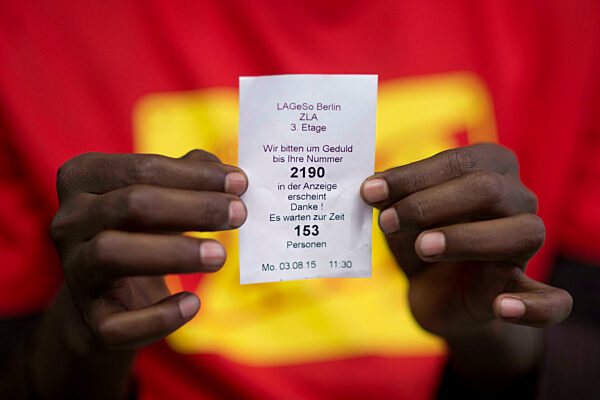 LAGeSo Berlin
ZLA
3. Etage
Wir bitten um Geduld
bis Ihre Nummer
2190
in der Anzeige
erscheint
Danke !
Es warten zur Zeit
153
Personen
Mo. 03.08.15 11:30